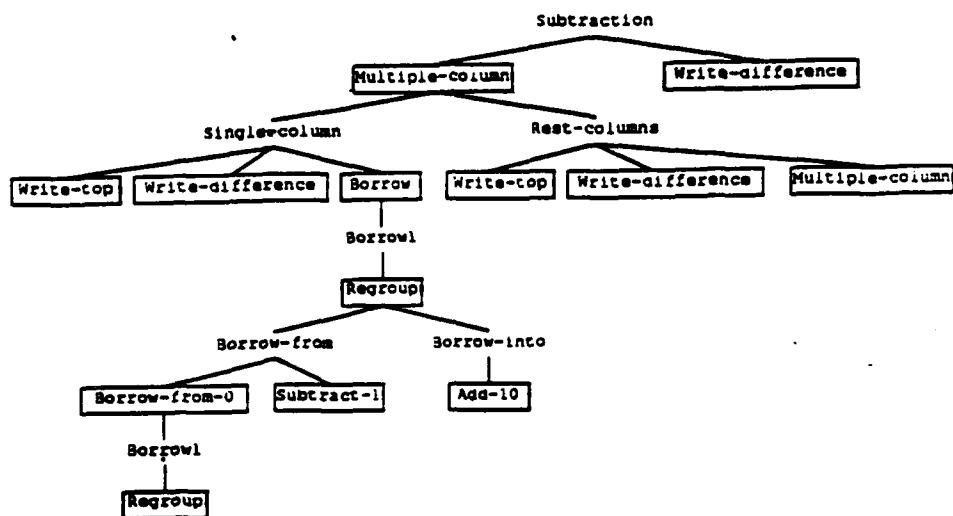 Subtraction
Multiple-column Write-difference
Single-column Rest-columns
Write-top Write-difference Borrow Write-top Write-difference Multiple-column
Borrow1
Regroup
Borrow-from Borrow-into
Borrow-from-0 Subtract-1 Add-10
Borrow1
Regroup